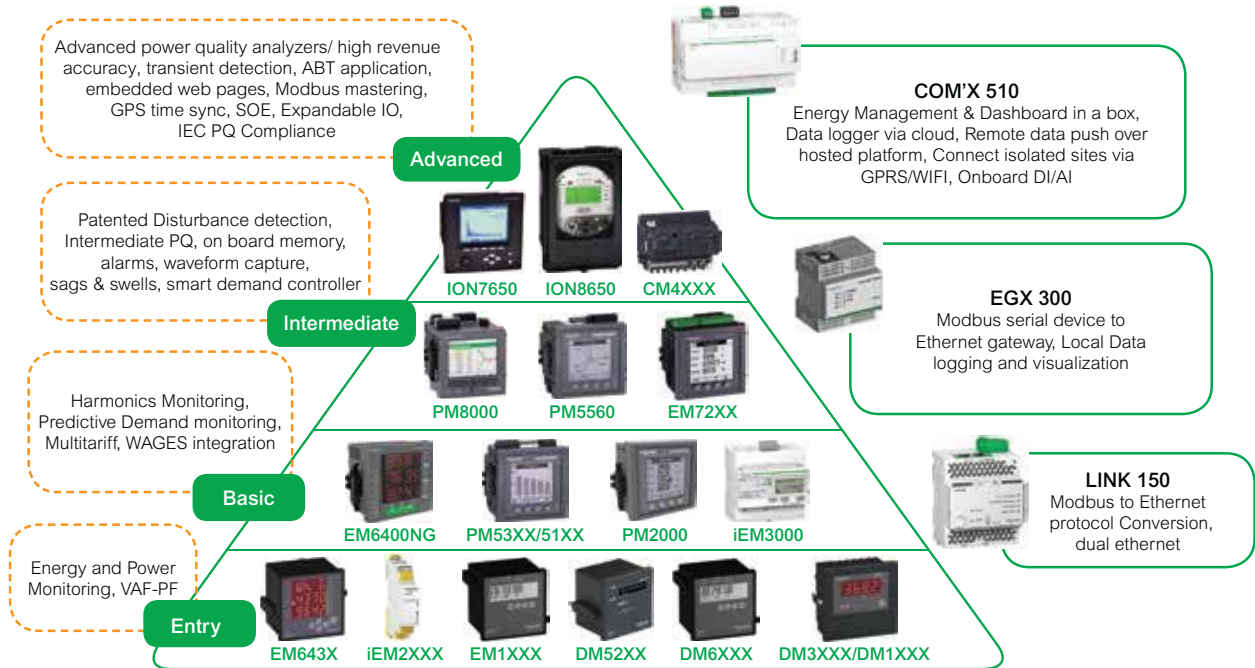 Advanced power quality analyzers/ high revenue
accuracy, transient detection, ABT application,
embedded web pages, Modbus mastering,
GPS time sync, SOE, Expandable IO,
IEC PQ Compliance
Advanced
ION7650
ION8650
CM4XXX
Patented Disturbance detection,
Intermediate PQ, on board memory,
alarms, waveform capture,
sags & swells, smart demand controller
Intermediate
PM8000
PM5560
EM72XX
Harmonics Monitoring,
Predictive Demand monitoring,
Multitariff, WAGES integration
Basic
EM6400NG
PM53XX/51XX
PM2000
iEM3000
Energy and Power
Monitoring, VAF-PF
Entry
EM643X
iEM2XXX
EM1XXX
DM52XX
DM6XXX
DM3XXX/DM1XXX
COM'X 510
Energy Management & Dashboard in a box,
Data logger via cloud, Remote data push over
hosted platform, Connect isolated sites via
GPRS/WIFI, Onboard DI/AI
EGX 300
Modbus serial device to
Ethernet gateway, Local Data
logging and visualization
LINK 150
Modbus to Ethernet
protocol Conversion,
dual ethernet